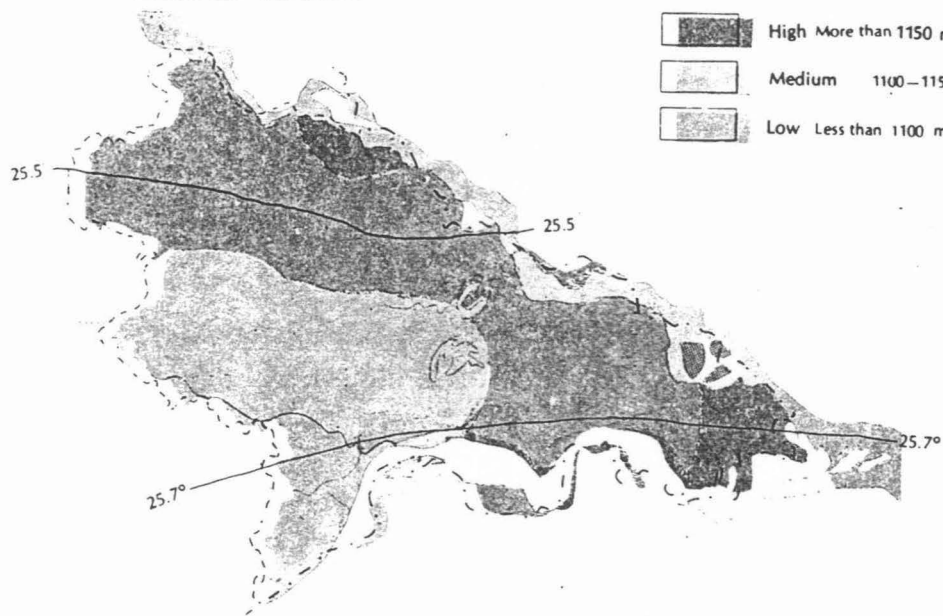 High More than 1150 m
Medium 1100–115
Low Less than 1100 m
25.5
25.5
25.7°
25.7°